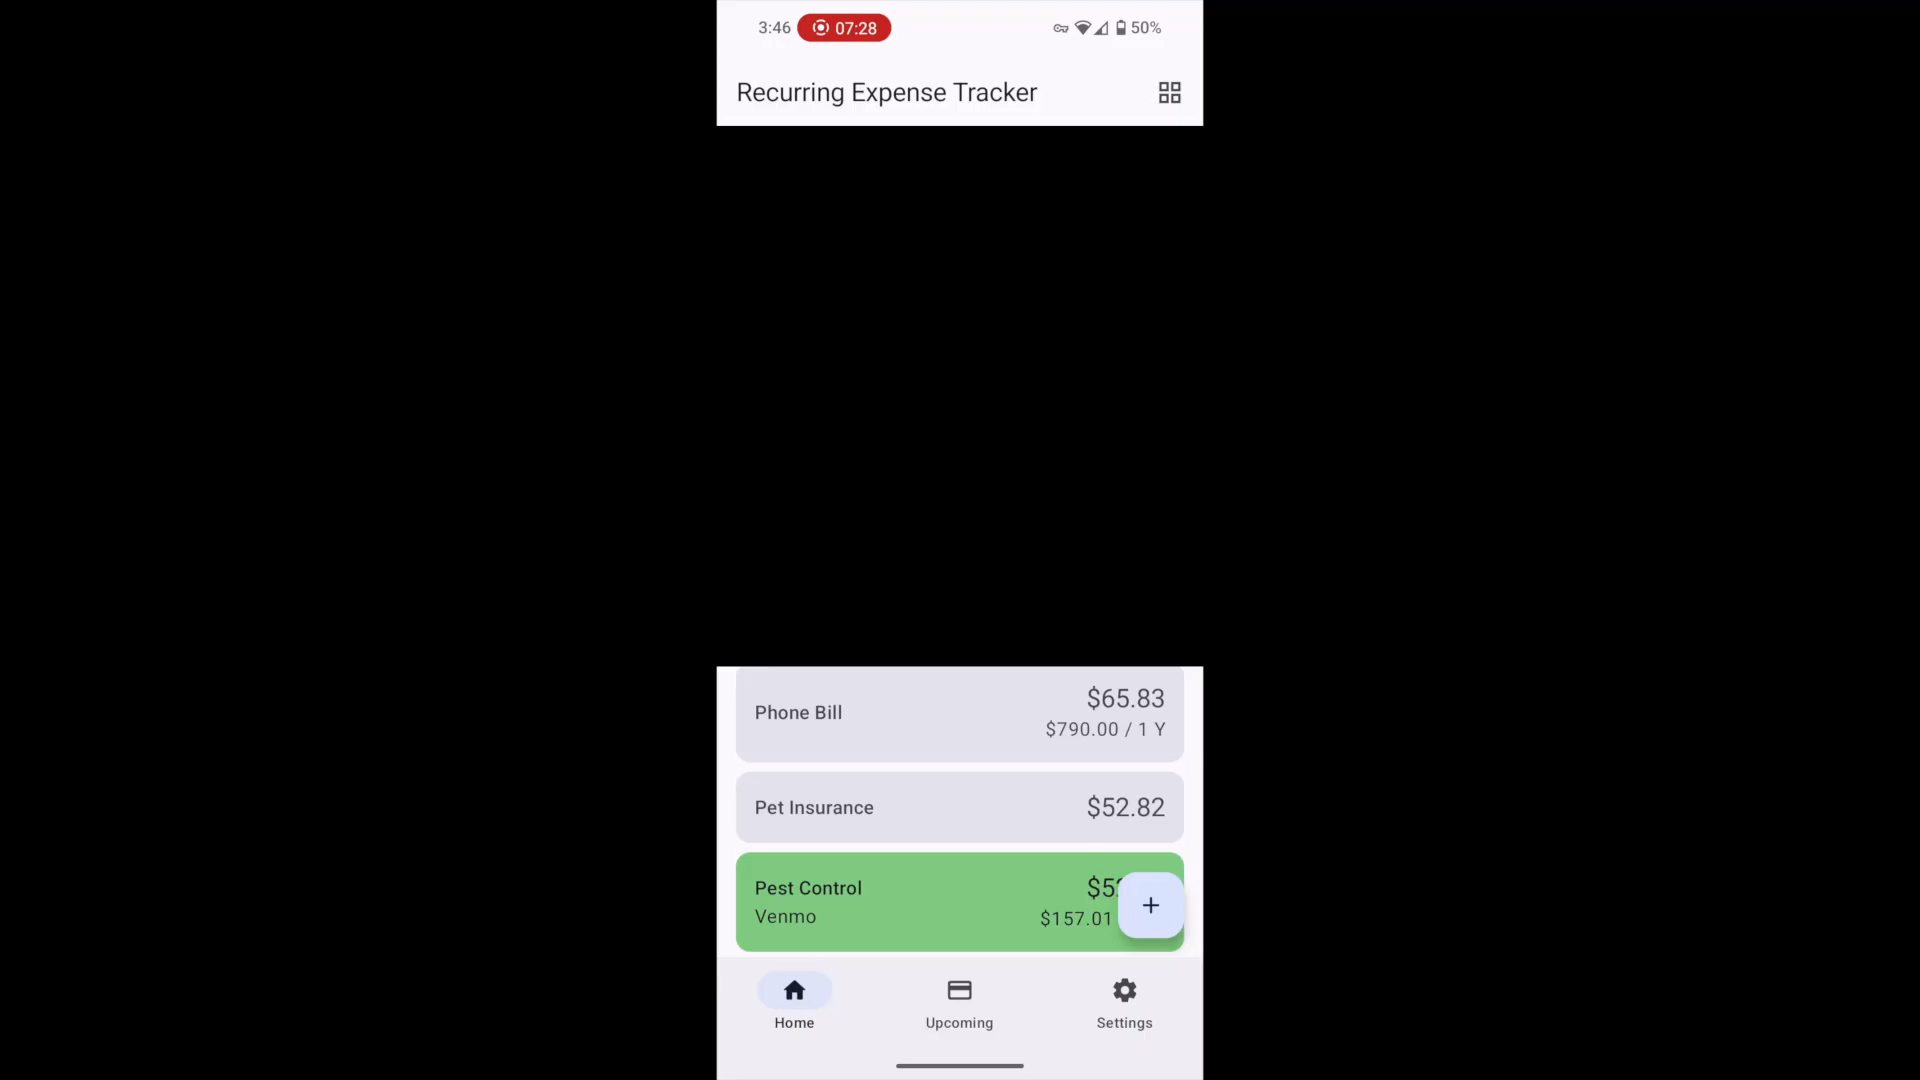 3:46 07:28 50%
Recurring Expense Tracker
Phone Bill
$65.83
$790.00 / 1 Y
Pet Insurance
$52.82
Pest Control
Venmo
$157.01
Home
Upcoming
Settings